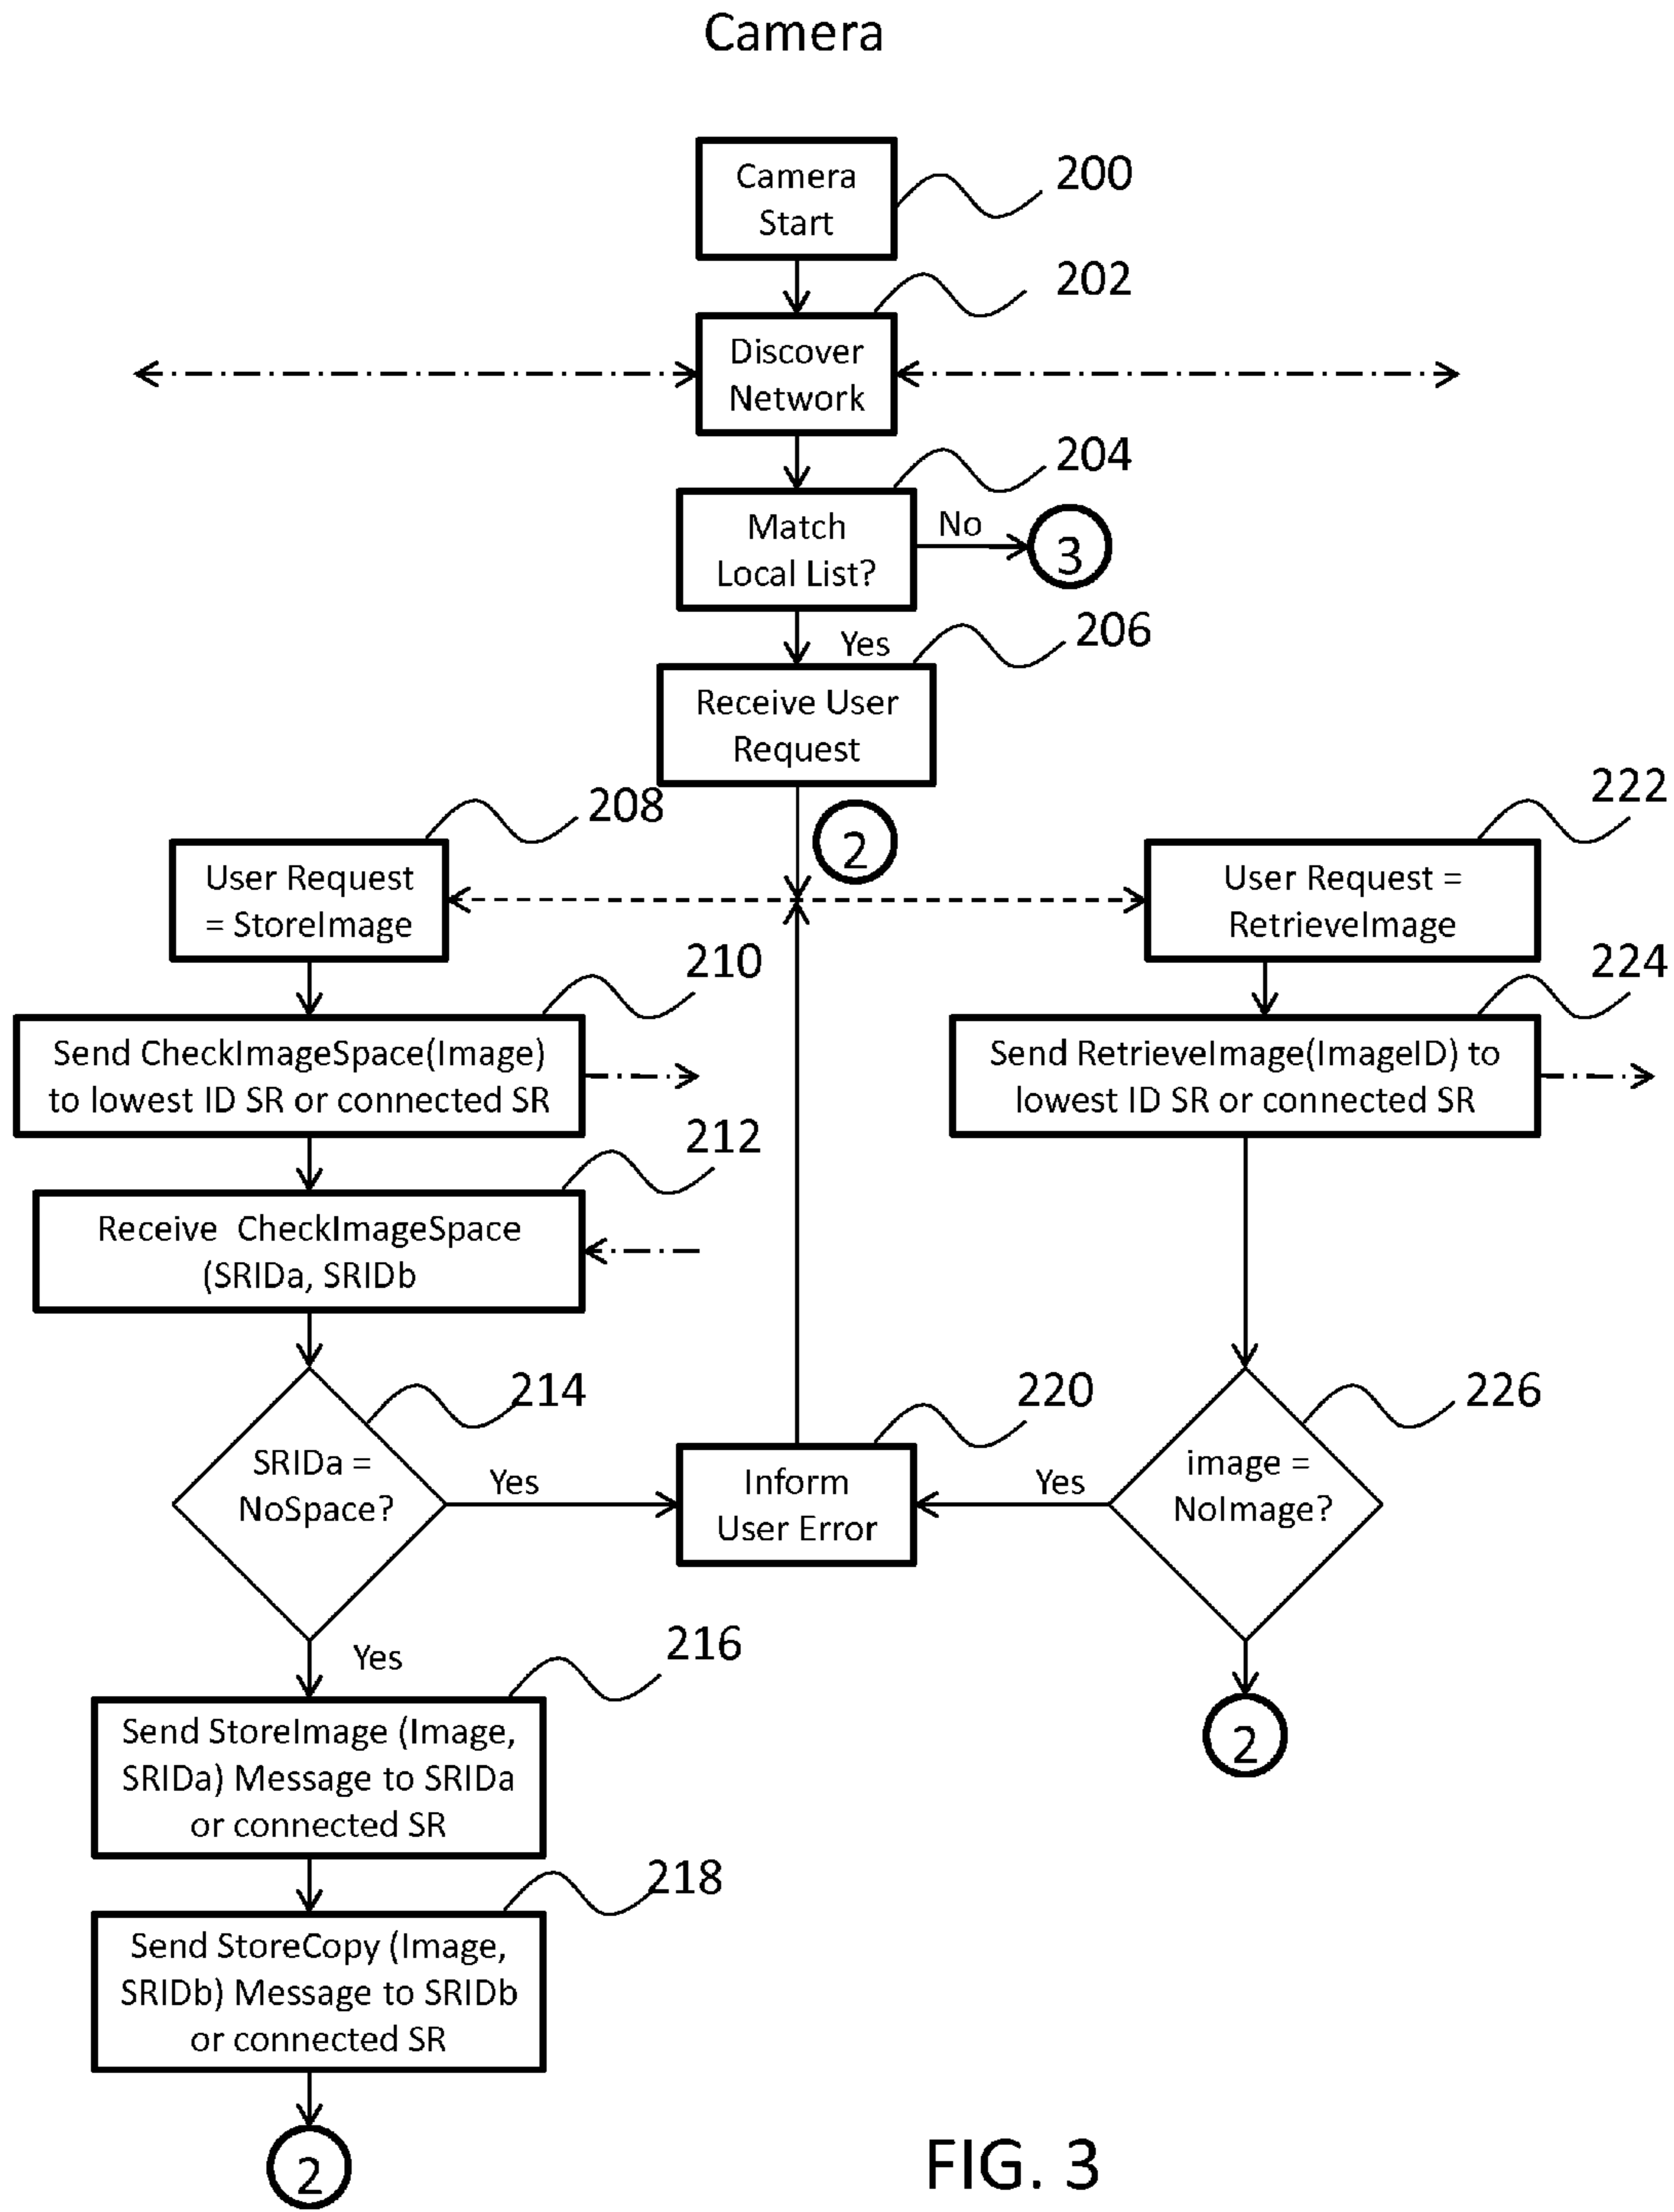 Camera
Camera
Start
200
Discover
Network
202
Match
Local List?
204
No
3
Yes
Receive User
Request
206
2
User Request
= StoreImage
208
Send CheckImageSpace(Image)
to lowest ID SR or connected SR
210
Receive CheckImageSpace
(SRIDa, SRIDb
212
SRIDa =
NoSpace?
214
Yes
Yes
Send StoreImage (Image,
SRIDa) Message to SRIDa
or connected SR
216
Send StoreCopy (Image,
SRIDb) Message to SRIDb
or connected SR
218
2
Inform
User Error
220
User Request =
RetrieveImage
222
Send RetrieveImage(ImageID) to
lowest ID SR or connected SR
224
image =
NoImage?
226
Yes
2
FIG. 3